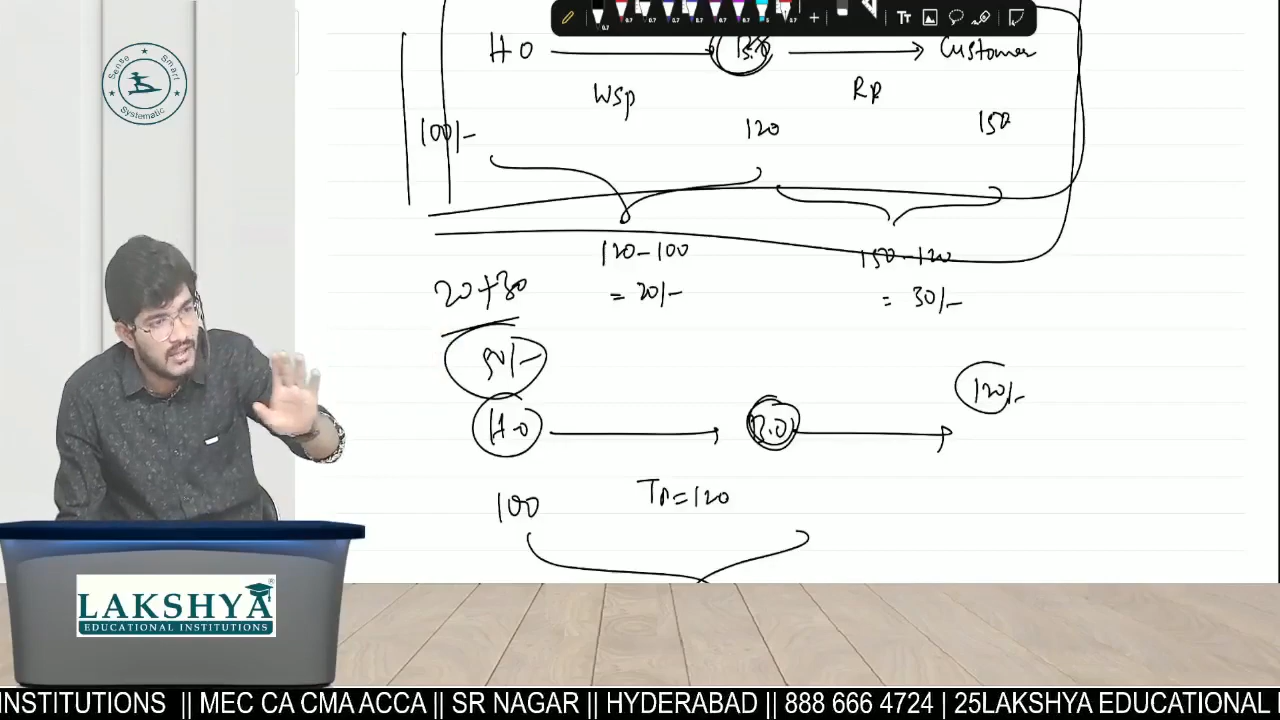 H O B.O Customer
WSP RP
100/- 120 150
120-100 150-120
20+30 = 20/- = 30/-
50/-
120/-
H.O B.O
100 TP=120
Sense Smart
Systematic
LAKSHYA
EDUCATIONAL INSTITUTIONS
INSTITUTIONS || MEC CA CMA ACCA || SR NAGAR || HYDERABAD || 888 666 4724 | 25LAKSHYA EDUCATIONAL I